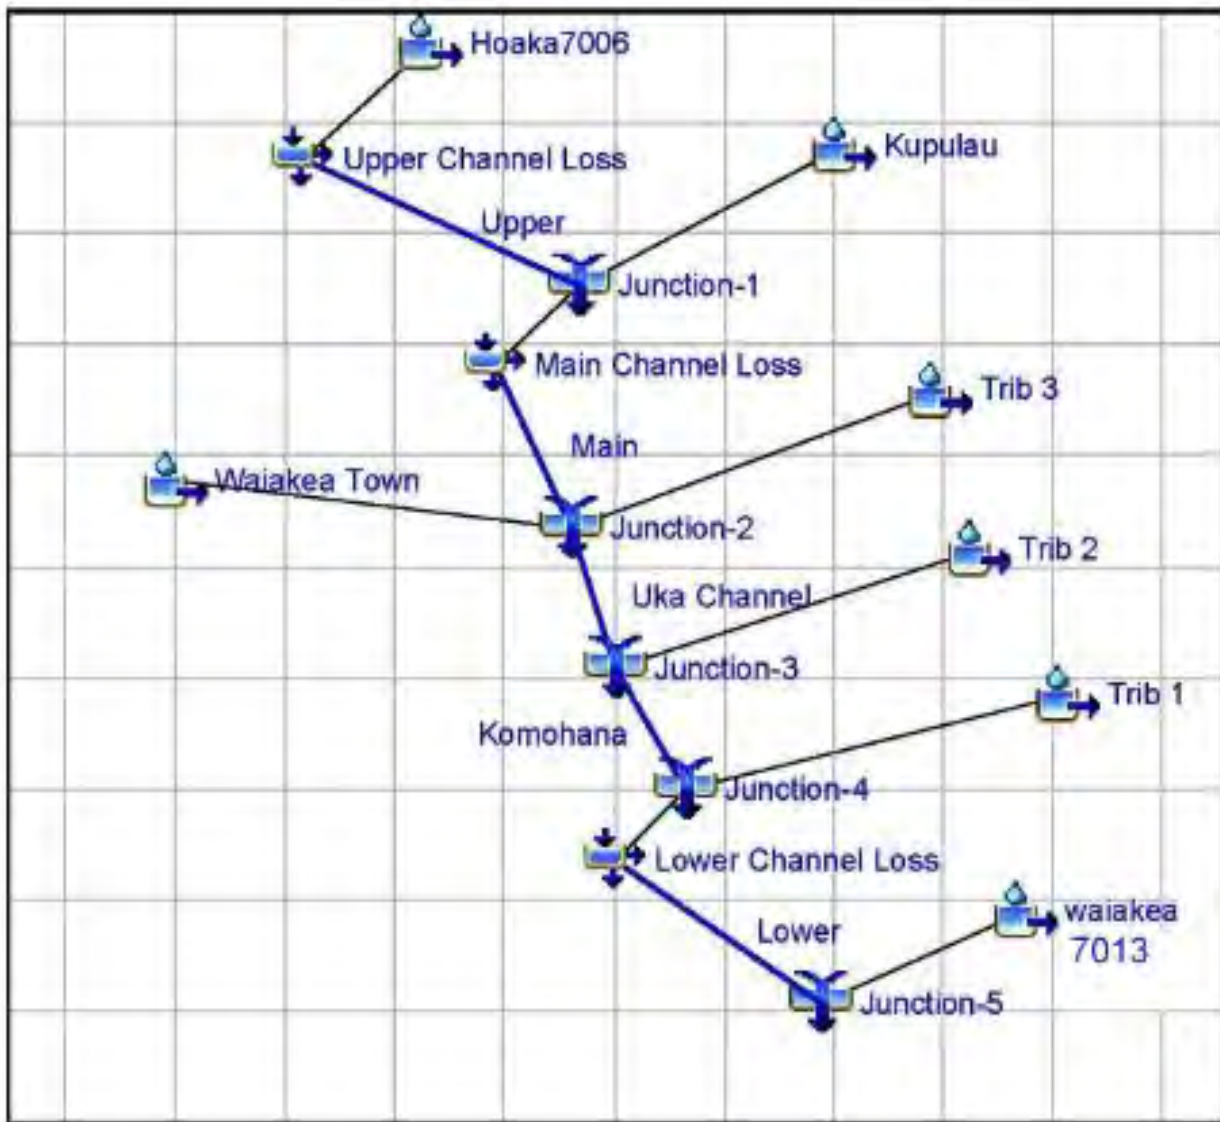 Hoaka7006
Kupulau
Upper Channel Loss
Upper
Junction-1
Main Channel Loss
Trib 3
Main
Waiakea Town
Junction-2
Trib 2
Uka Channel
Junction-3
Trib 1
Komohana
Junction-4
Lower Channel Loss
waiakea
7013
Lower
Junction-5